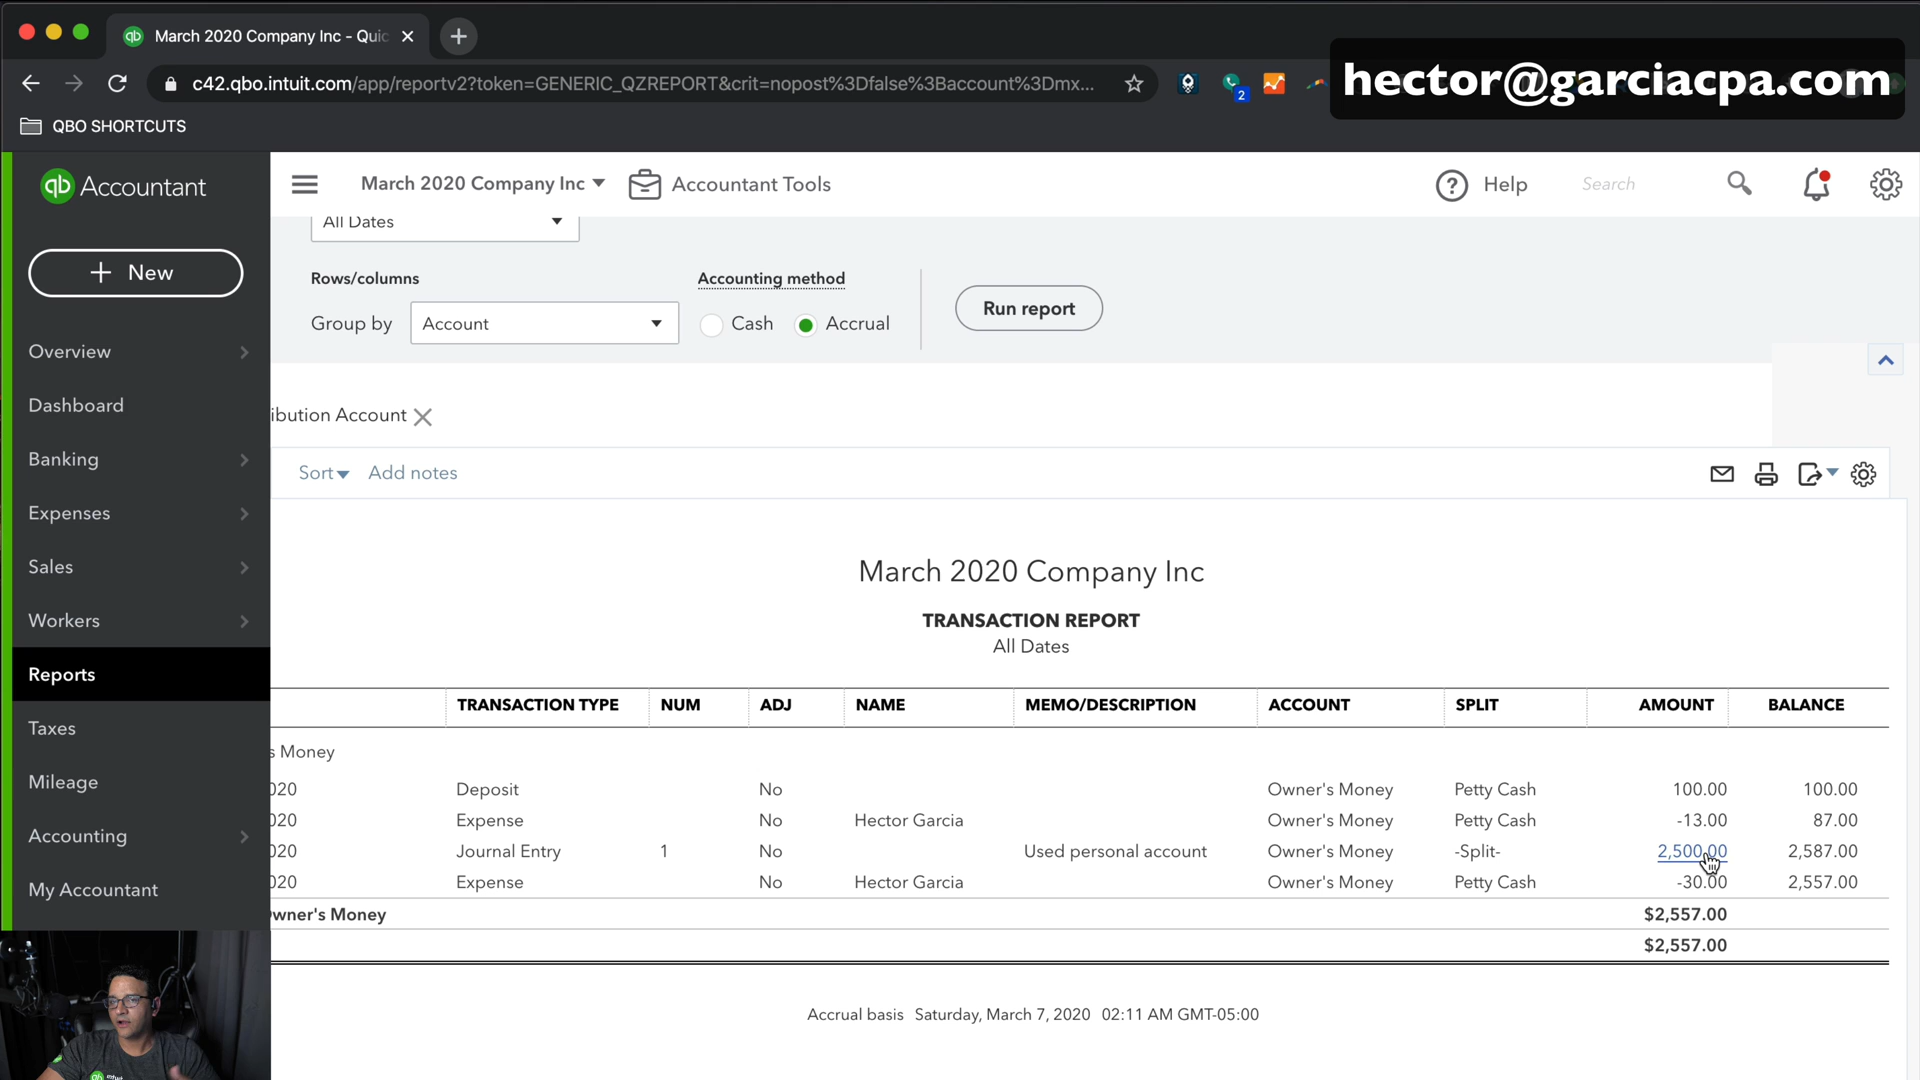 March 2020 Company Inc - Quic
c42.qbo.intuit.com/app/reportv2?token=GENERIC_QZREPORT&crit=nopost%3Dfalse%3Baccount%3Dmx...
2
hector@garciacpa.com
QBO SHORTCUTS
qb Accountant
March 2020 Company Inc
Accountant Tools
Help
Search
All Dates
+ New
Rows/columns
Accounting method
Group by
Account
Cash
Accrual
Run report
Overview
Dashboard
Banking
Expenses
Sales
Workers
Reports
Taxes
Mileage
Accounting
My Accountant
ibution Account
Sort
Add notes
March 2020 Company Inc
TRANSACTION REPORT
All Dates
TRANSACTION TYPE NUM ADJ NAME MEMO/DESCRIPTION ACCOUNT SPLIT AMOUNT BALANCE
s Money
020 Deposit No Owner's Money Petty Cash 100.00 100.00
020 Expense No Hector Garcia Owner's Money Petty Cash -13.00 87.00
020 Journal Entry 1 No Used personal account Owner's Money -Split- 2,500.00 2,587.00
020 Expense No Hector Garcia Owner's Money Petty Cash -30.00 2,557.00
wner's Money $2,557.00
$2,557.00
Accrual basis Saturday, March 7, 2020 02:11 AM GMT-05:00